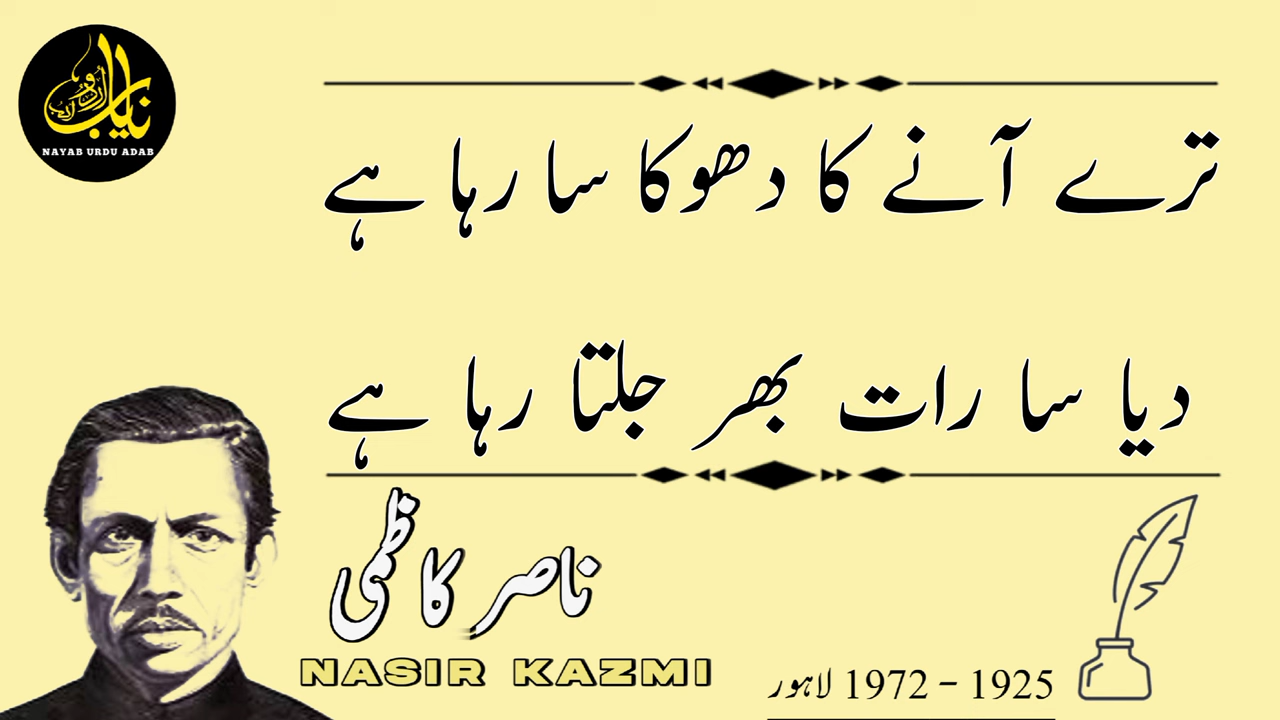 نایاب اُردو ادب
NAYAB URDU ADAB
ترے آنے کا دھوکا سا رہا ہے
دیا سا رات بھر جلتا رہا ہے
ناصر کاظمی
NASIR KAZMI
1925 – 1972 لاہور